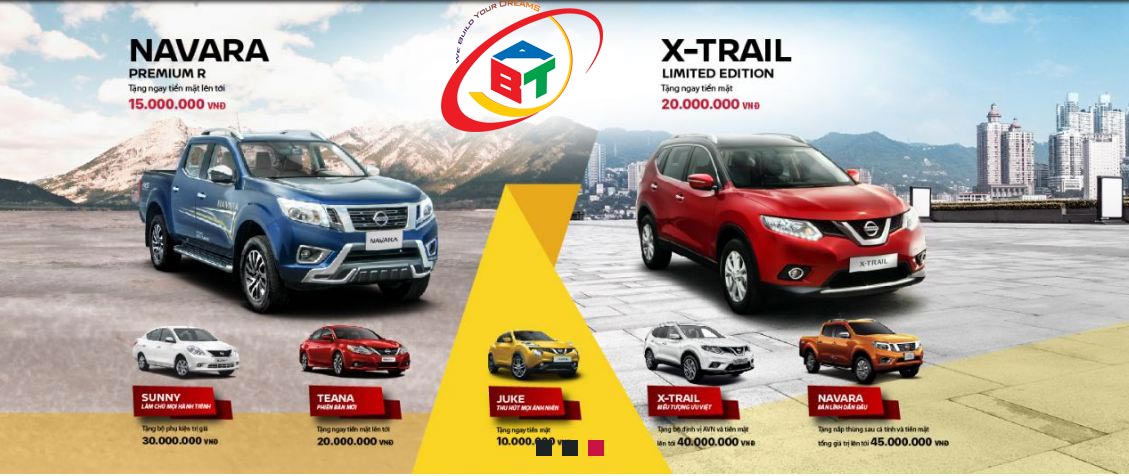 WE BUILD YOUR DREAMS
ABT
NAVARA
PREMIUM R
Tặng ngay tiền mặt lên tới
15.000.000 VNĐ
X-TRAIL
LIMITED EDITION
Tặng ngay tiền mặt
20.000.000 VNĐ
NAVARA
NAVARA
X-TRAIL
SUNNY
LÀM CHỦ MỌI HÀNH TRÌNH
Tặng bộ phụ kiện trị giá
30.000.000 VNĐ
TEANA
PHIÊN BẢN MỚI
Tặng ngay tiền mặt lên tới
20.000.000 VNĐ
JUKE
THU HÚT MỌI ÁNH NHÌN
Tặng ngay tiền mặt
10.000.000 VNĐ
X-TRAIL
BIỂU TƯỢNG ƯU VIỆT
Tặng bộ định vị AVN và tiền mặt
lên tới 40.000.000 VNĐ
NAVARA
BẢN LĨNH DẪN ĐẦU
Tặng nắp thùng sau cá tính và tiền mặt
tổng giá trị lên tới 45.000.000 VNĐ